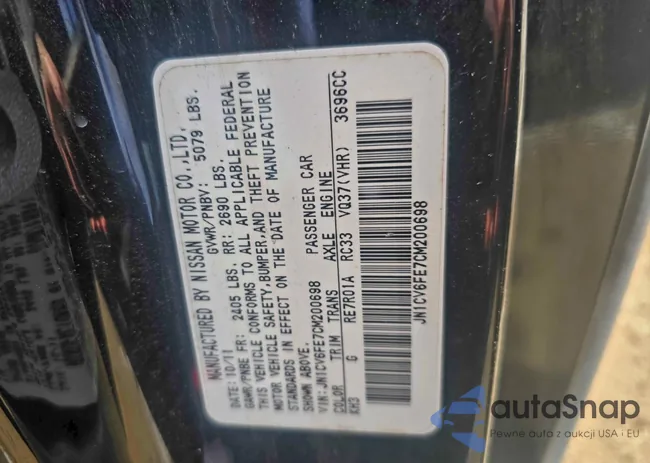 MANUFACTURED BY NISSAN MOTOR CO.,LTD.
DATE: 10/11 GVWR/PNBV: 5079 LBS.
GAWR/PNBE FR: 2405 LBS. RR: 2690 LBS.
THIS VEHICLE CONFORMS TO ALL APPLICABLE FEDERAL
MOTOR VEHICLE SAFETY,BUMPER,AND THEFT PREVENTION
STANDARDS IN EFFECT ON THE DATE OF MANUFACTURE
SHOWN ABOVE.
VIN:JN1CV6FE7CM200698 PASSENGER CAR
COLOR TRIM TRANS AXLE ENGINE
KH3 G RE7R01A RC33 VQ37(VHR) 3696CC
JN1CV6FE7CM200698
autaSnap
Pewne auto z aukcji USA i EU